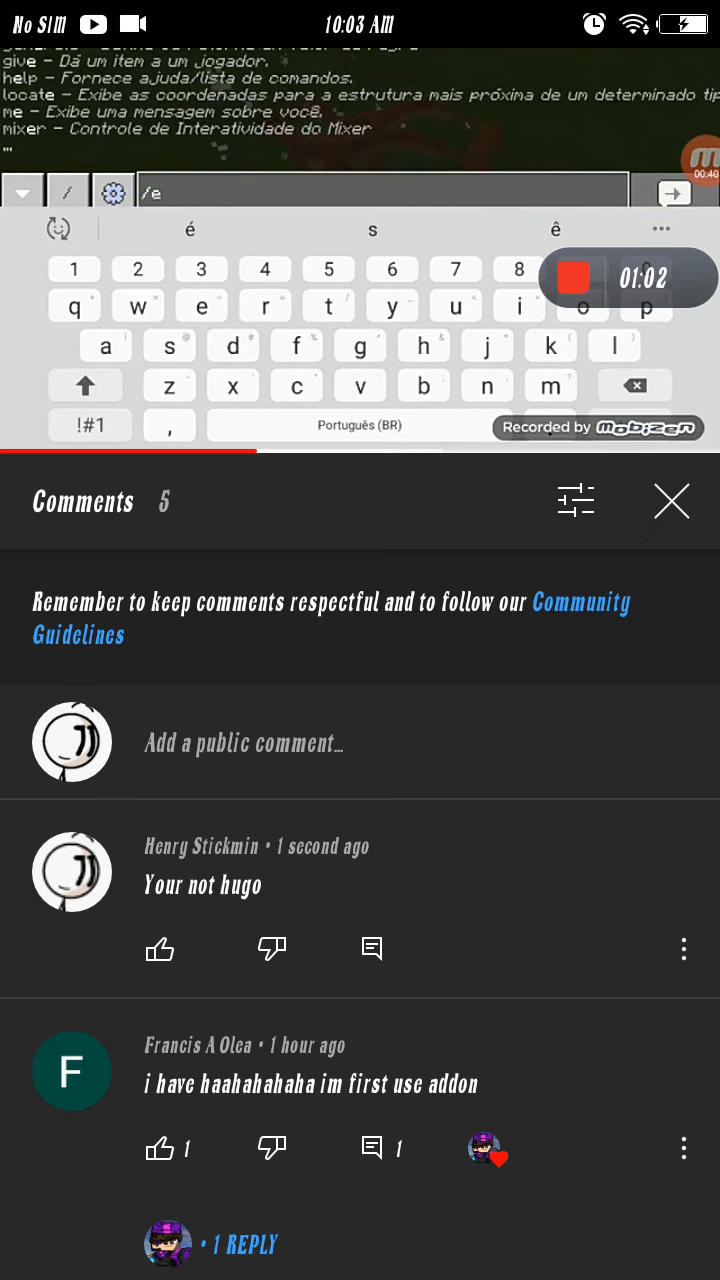 No SIM
10:03 AM
give - Dá um item a um jogador.
help - Fornece ajuda/lista de comandos.
locate - Exibe as coordenadas para a estrutura mais próxima de um determinado tip
me - Exibe uma mensagem sobre você.
mixer - Controle de Interatividade do Mixer
…
00:40
/
/e
é s ê …
1 2 3 4 5 6 7 8
01:02
q w e r t y u i o p
a s d f g h j k l
z x c v b n m
!#1 , Português (BR)
Recorded by mobizen
Comments 5
Remember to keep comments respectful and to follow our Community
Guidelines
Add a public comment...
Henry Stickmin • 1 second ago
Your not hugo
F
Francis A Olea • 1 hour ago
i have haahahahaha im first use addon
1
1
• 1 REPLY